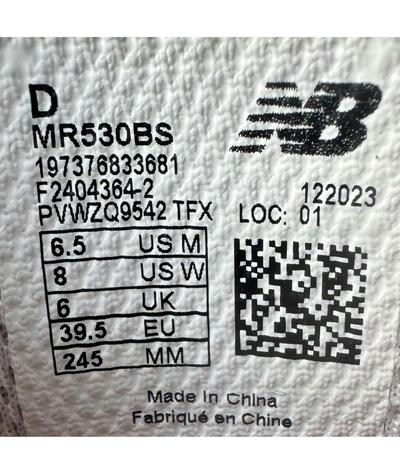 D
NB
MR530BS
197376833681
F2404364-2
122023
PVWZQ9542 TFX LOC: 01
6.5 US M
8 US W
6 UK
39.5 EU
245 MM
Made In China
Fabriqué en Chine